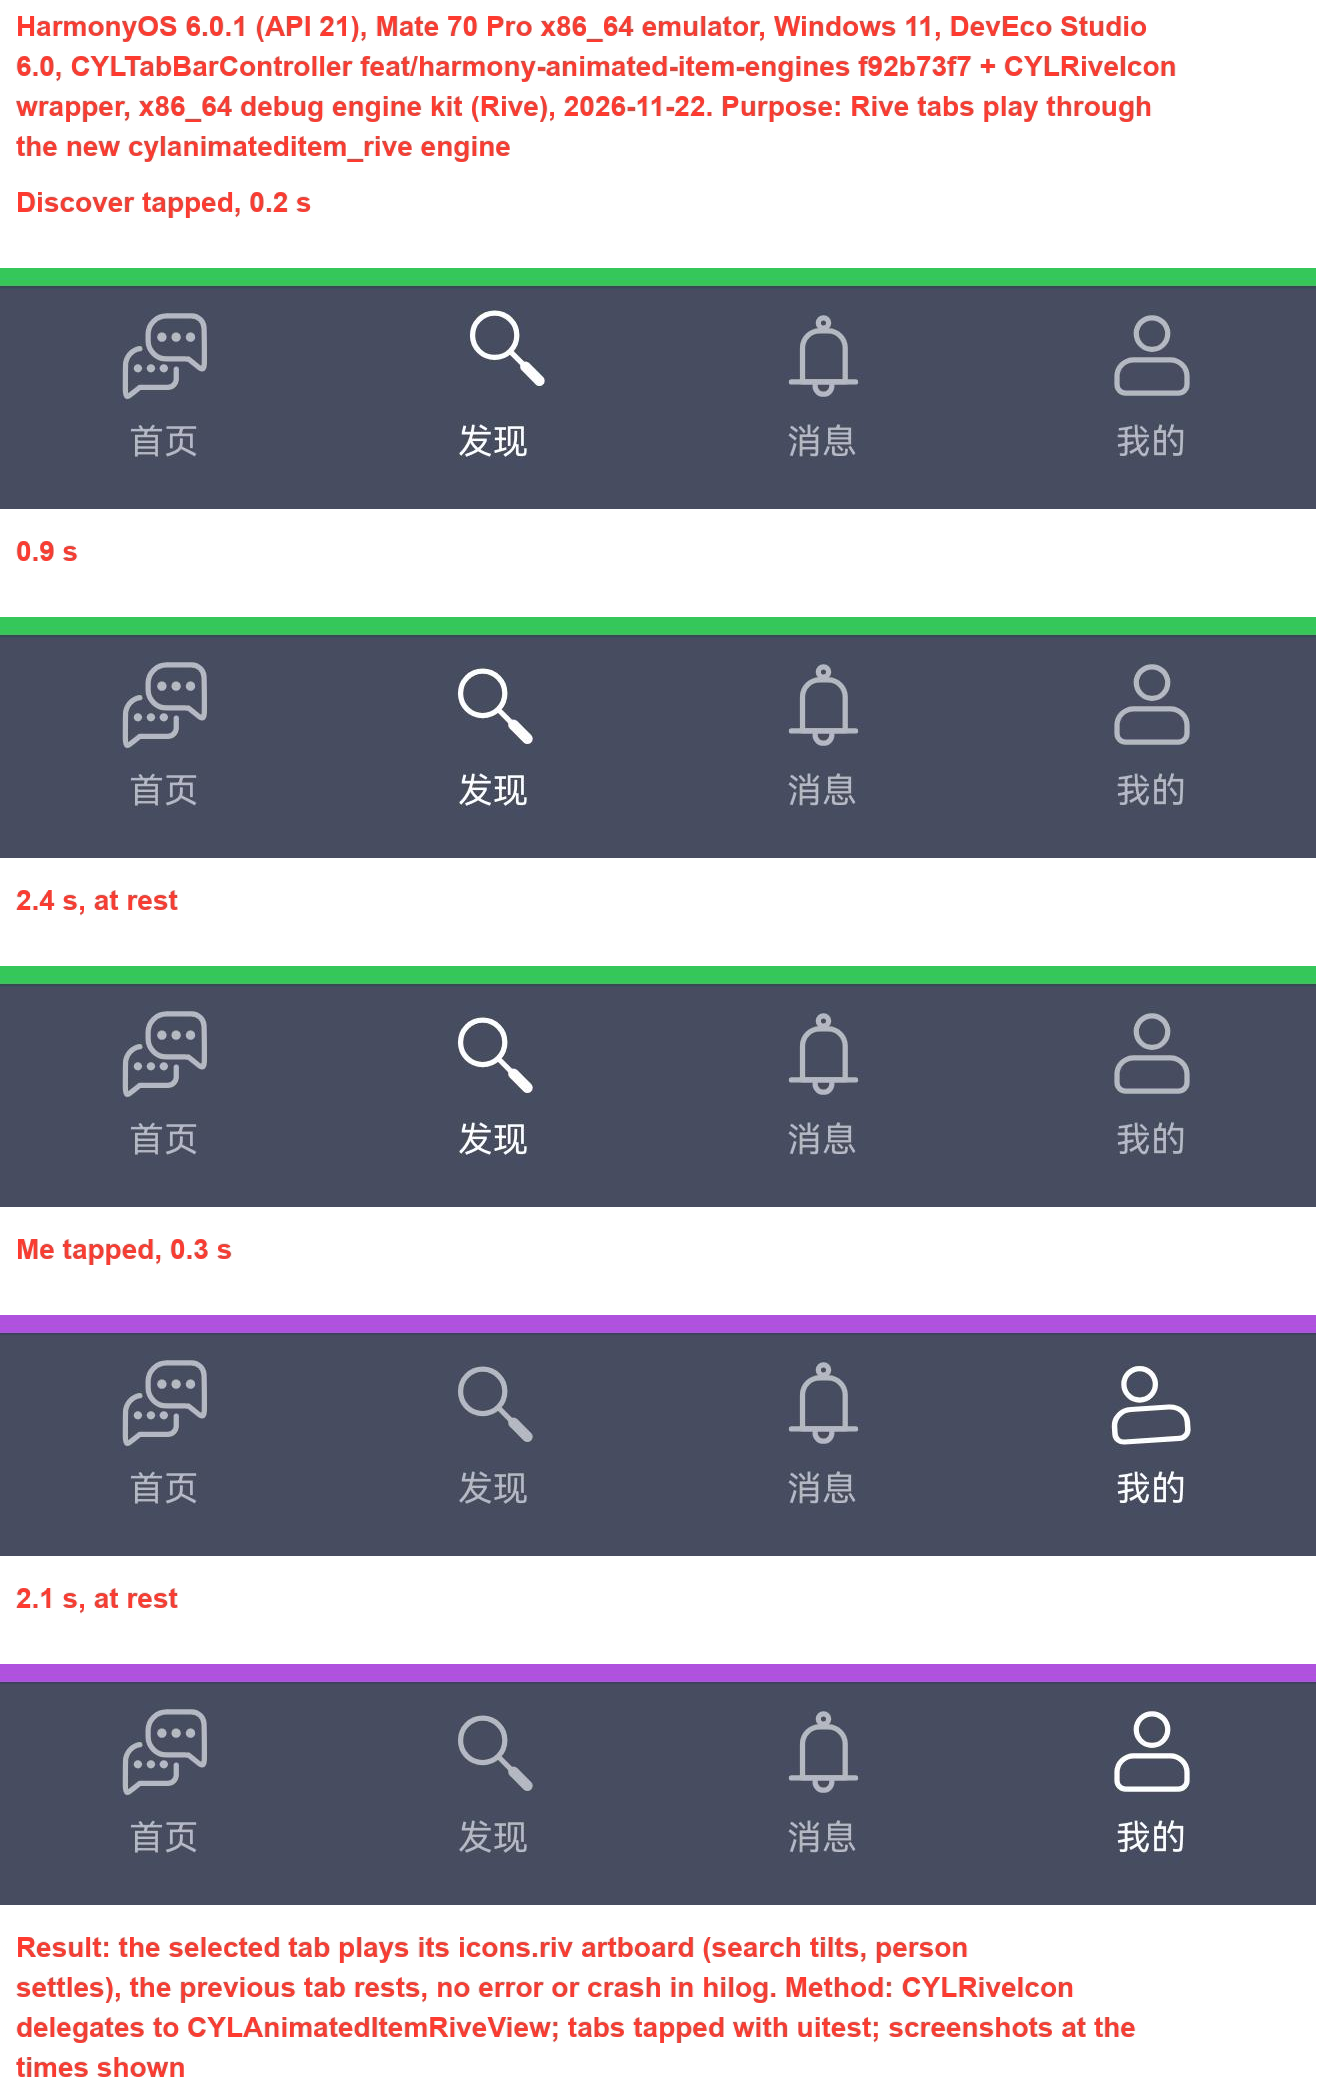 HarmonyOS 6.0.1 (API 21), Mate 70 Pro x86_64 emulator, Windows 11, DevEco Studio
6.0, CYLTabBarController feat/harmony-animated-item-engines f92b73f7 + CYLRiveIcon
wrapper, x86_64 debug engine kit (Rive), 2026-11-22. Purpose: Rive tabs play through
the new cylanimateditem_rive engine
Discover tapped, 0.2 s
首页 发现 消息 我的
0.9 s
首页 发现 消息 我的
2.4 s, at rest
首页 发现 消息 我的
Me tapped, 0.3 s
首页 发现 消息 我的
2.1 s, at rest
首页 发现 消息 我的
Result: the selected tab plays its icons.riv artboard (search tilts, person
settles), the previous tab rests, no error or crash in hilog. Method: CYLRiveIcon
delegates to CYLAnimatedItemRiveView; tabs tapped with uitest; screenshots at the
times shown